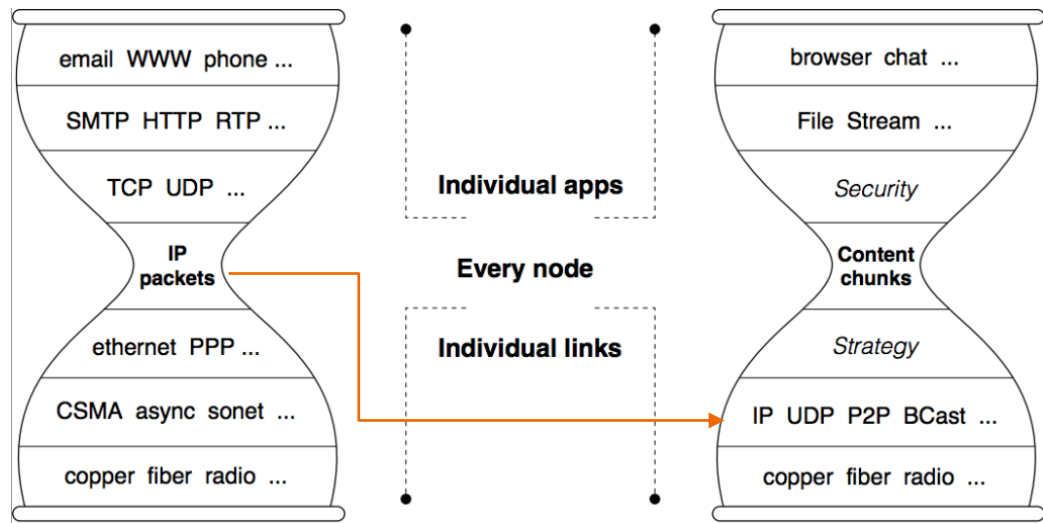 email WWW phone ...
SMTP HTTP RTP ...
TCP UDP ...
IP
packets
ethernet PPP ...
CSMA async sonet ...
copper fiber radio ...
Individual apps
Every node
Individual links
browser chat ...
File Stream ...
Security
Content
chunks
Strategy
IP UDP P2P BCast ...
copper fiber radio ...